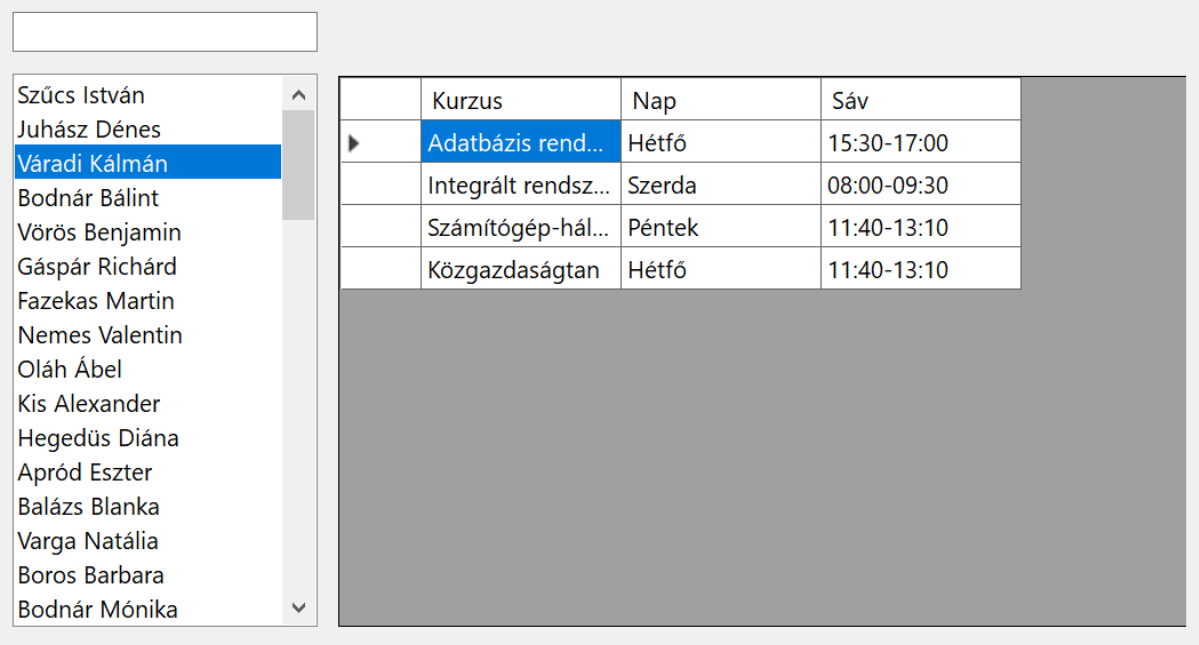 Szűcs István
Juhász Dénes
Váradi Kálmán
Bodnár Bálint
Vörös Benjamin
Gáspár Richárd
Fazekas Martin
Nemes Valentin
Oláh Ábel
Kis Alexander
Hegedüs Diána
Apród Eszter
Balázs Blanka
Varga Natália
Boros Barbara
Bodnár Mónika
Kurzus Nap Sáv
Adatbázis rend... Hétfő 15:30-17:00
Integrált rendsz... Szerda 08:00-09:30
Számítógép-hál... Péntek 11:40-13:10
Közgazdaságtan Hétfő 11:40-13:10